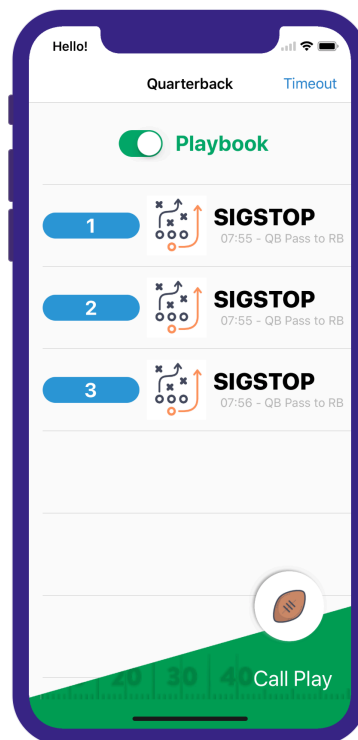 Hello!
Quarterback
Timeout
Playbook
1
SIGSTOP
07:55 - QB Pass to RB
2
SIGSTOP
07:55 - QB Pass to RB
3
SIGSTOP
07:56 - QB Pass to RB
20 30 40
Call Play